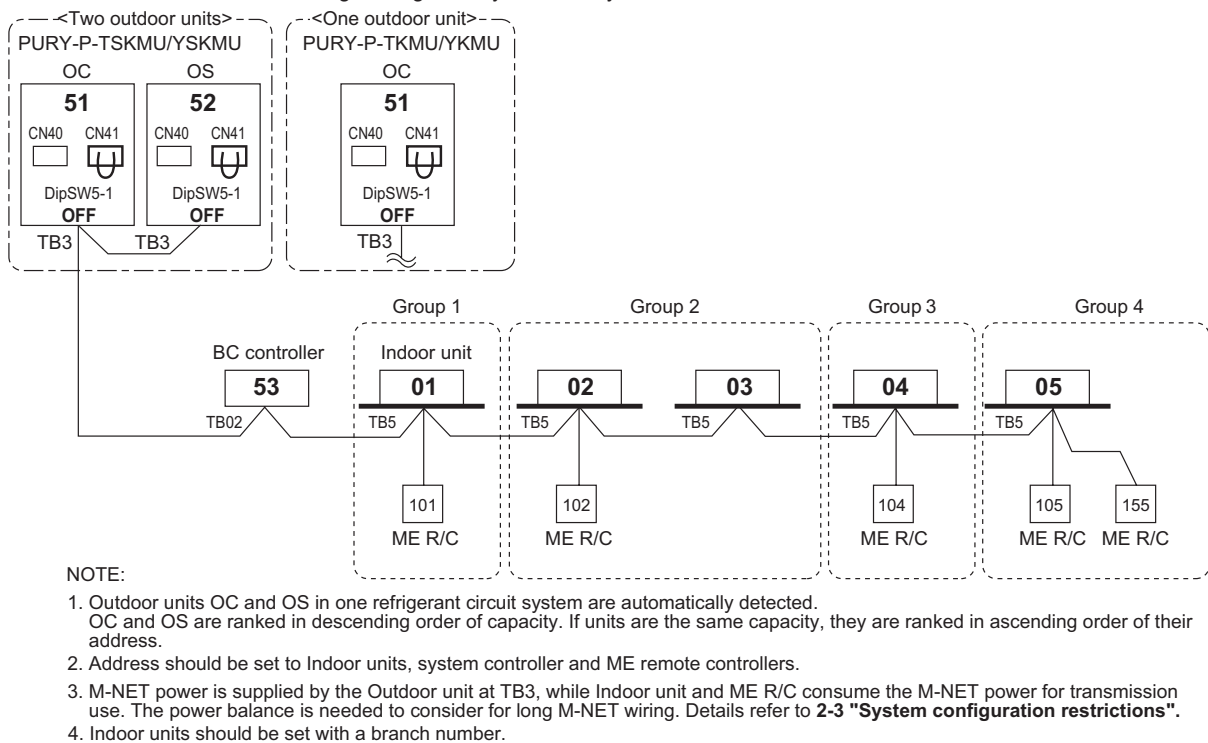 <Two outdoor units>
PURY-P-TSKMU/YSKMU
OC OS
51 52
CN40 CN41 CN40 CN41
DipSW5-1 DipSW5-1
OFF OFF
TB3 TB3
<One outdoor unit>
PURY-P-TKMU/YKMU
OC
51
CN40 CN41
DipSW5-1
OFF
TB3
Group 1 Group 2 Group 3 Group 4
BC controller Indoor unit
53 01 02 03 04 05
TB02 TB5 TB5 TB5 TB5 TB5
101 102 104 105 155
ME R/C ME R/C ME R/C ME R/C ME R/C
NOTE:
1. Outdoor units OC and OS in one refrigerant circuit system are automatically detected.
OC and OS are ranked in descending order of capacity. If units are the same capacity, they are ranked in ascending order of their
address.
2. Address should be set to Indoor units, system controller and ME remote controllers.
3. M-NET power is supplied by the Outdoor unit at TB3, while Indoor unit and ME R/C consume the M-NET power for transmission
use. The power balance is needed to consider for long M-NET wiring. Details refer to 2-3 "System configuration restrictions".
4. Indoor units should be set with a branch number.